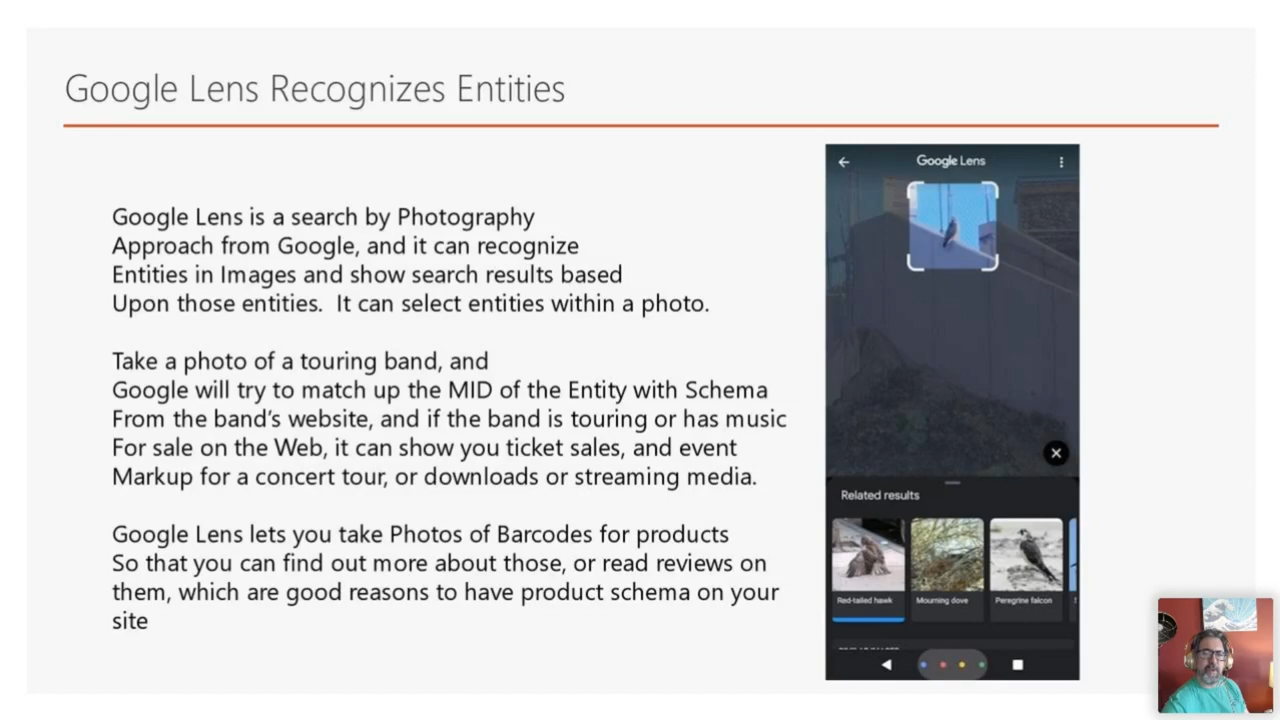 Google Lens Recognizes Entities
Google Lens is a search by Photography
Approach from Google, and it can recognize
Entities in Images and show search results based
Upon those entities.  It can select entities within a photo.
Take a photo of a touring band, and
Google will try to match up the MID of the Entity with Schema
From the band's website, and if the band is touring or has music
For sale on the Web, it can show you ticket sales, and event
Markup for a concert tour, or downloads or streaming media.
Google Lens lets you take Photos of Barcodes for products
So that you can find out more about those, or read reviews on
them, which are good reasons to have product schema on your
site
Google Lens
Related results
Red-tailed hawk
Mourning dove
Peregrine falcon